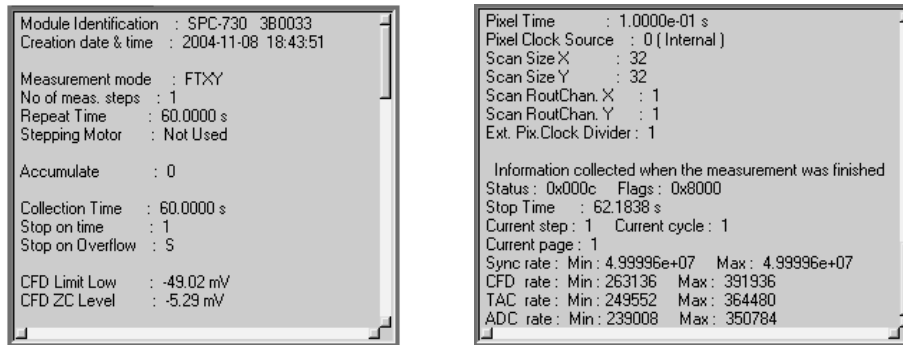 Module Identification : SPC-730 3B0033
Creation date & time : 2004-11-08 18:43:51
Measurement mode : FTXY
No of meas. steps : 1
Repeat Time : 60.0000 s
Stepping Motor : Not Used
Accumulate : 0
Collection Time : 60.0000 s
Stop on time : 1
Stop on Overflow : S
CFD Limit Low : -49.02 mV
CFD ZC Level : -5.29 mV
Pixel Time : 1.0000e-01 s
Pixel Clock Source : 0 ( Internal )
Scan Size X : 32
Scan Size Y : 32
Scan RoutChan. X : 1
Scan RoutChan. Y : 1
Ext. Pix.Clock Divider : 1
Information collected when the measurement was finished
Status : 0x000c Flags : 0x8000
Stop Time : 62.1838 s
Current step : 1 Current cycle : 1
Current page : 1
Sync rate : Min : 4.99996e+07 Max : 4.99996e+07
CFD rate : Min : 263136 Max : 391936
TAC rate : Min : 249552 Max : 364480
ADC rate : Min : 239008 Max : 350784